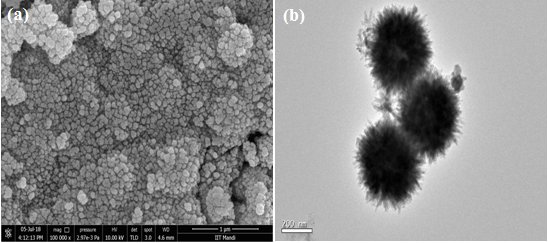 (a)
05-Jul-18 mag pressure HV det spot WD 1 µm
4:12:13 PM 100 000 x 2.97e-3 Pa 10.00 kV TLD 3.0 4.6 mm IIT Mandi
(b)
200 nm